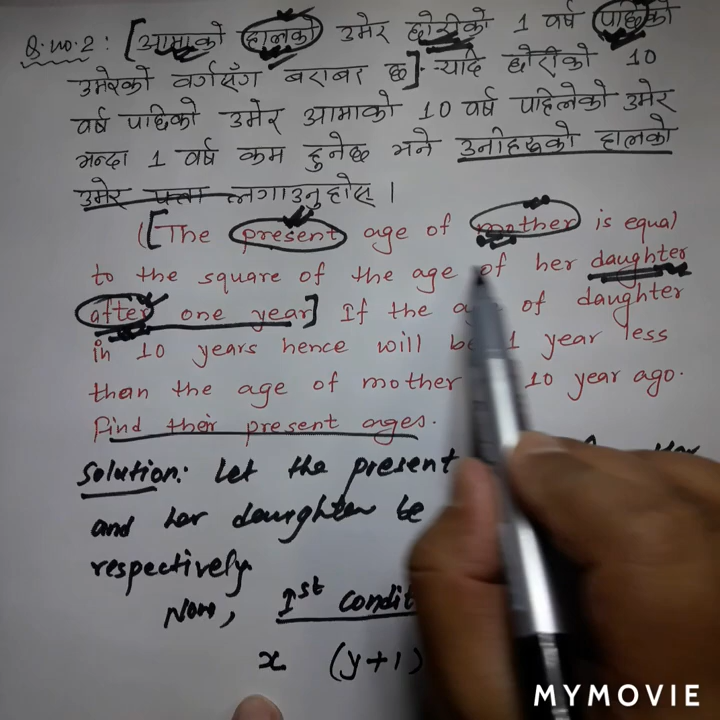 Q.no.2: [आमाको हालको उमेर छोरीको 1 वर्ष पाछिको
उमेरको वर्गसँग बराबर छ]. यदि छोरीको 10
वर्ष पाछिको उमेर आमाको 10 वर्ष पहिलेको उमेर
भन्दा 1 वर्ष कम हुनेछ भने उनीहरुको हालको
उमेर पत्ता लगाउनुहोस् ।
([The present age of mother is equal
to the square of the age of her daughter
after one year] If the age of daughter
in 10 years hence will be 1 year less
than the age of mother 10 year ago.
Find their present ages.
Solution: Let the present
and her daughter be
respectively
Now, Ist condit
x (y+1)
MYMOVIE